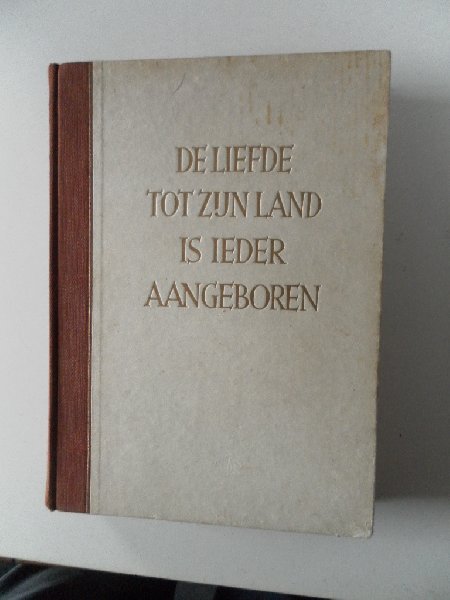 DE LIEFDE
TOT ZIJN LAND
IS IEDER
AANGEBOREN